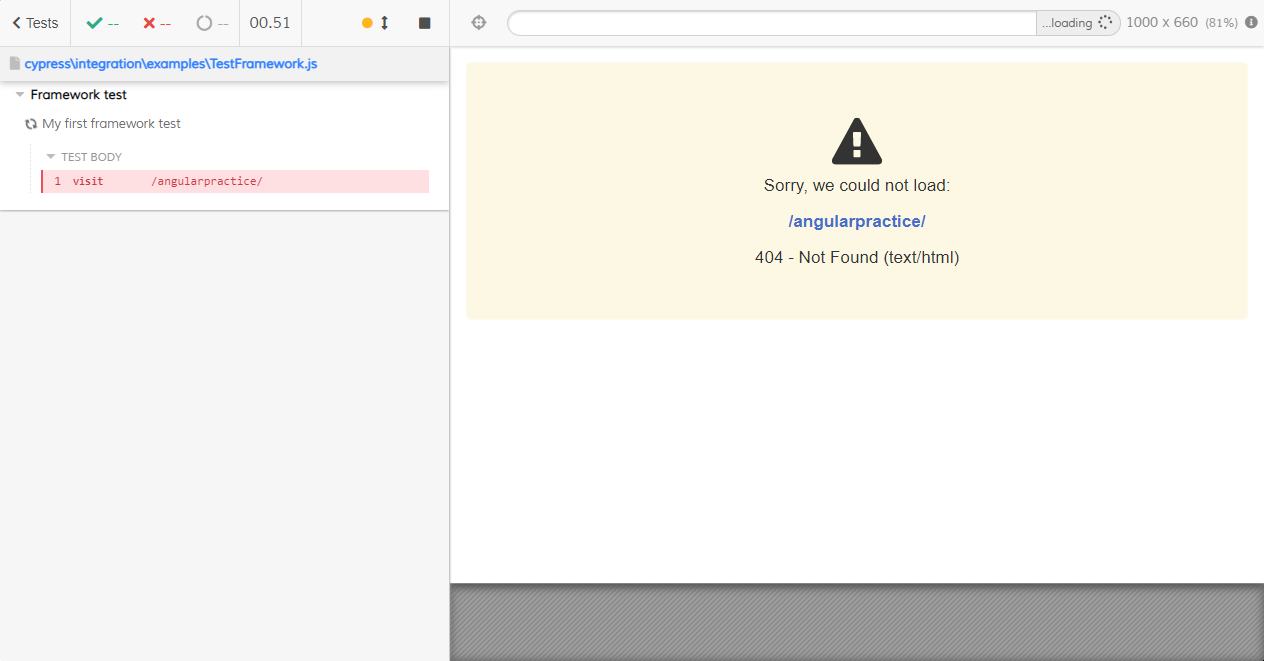 Tests -- -- -- 00.51
...loading 1000 x 660 (81%)
cypress\integration\examples\TestFramework.js
Framework test
My first framework test
TEST BODY
1 visit /angularpractice/
Sorry, we could not load:
/angularpractice/
404 - Not Found (text/html)